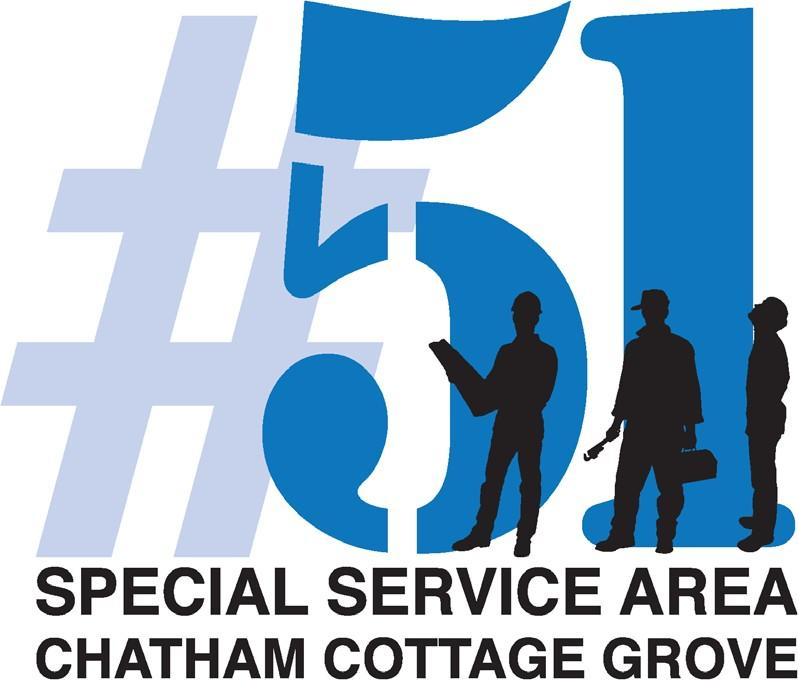 #51
SPECIAL SERVICE AREA
CHATHAM COTTAGE GROVE